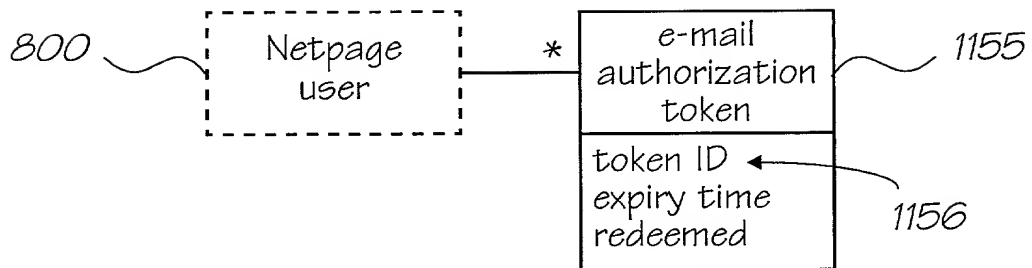 800
Netpage
user
*
e-mail
authorization
token
1155
token ID
expiry time
redeemed
1156